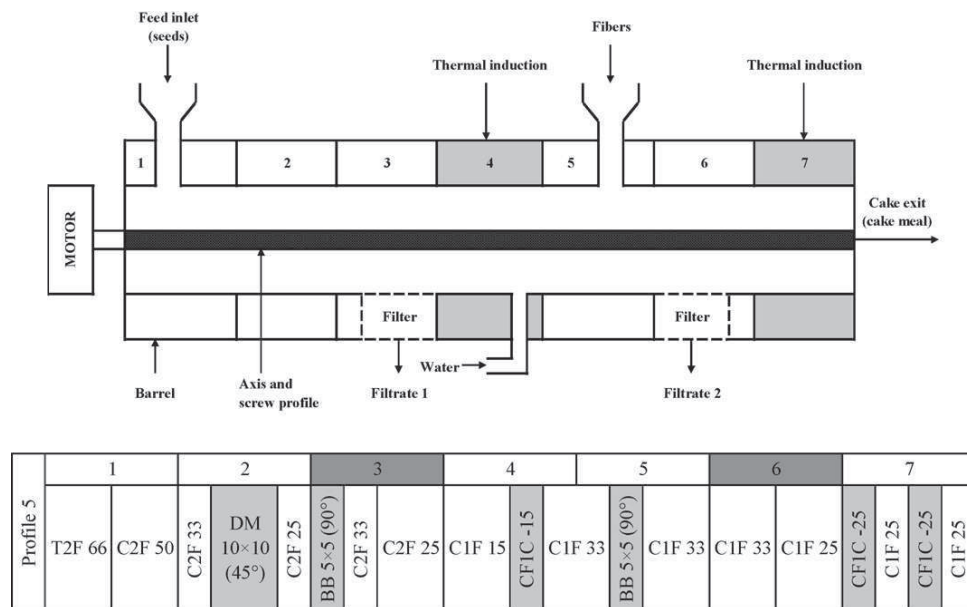 Feed inlet
(seeds)
Fibers
Thermal induction
Thermal induction
1
2
3
4
5
6
7
MOTOR
Cake exit
(cake meal)
Filter
Filter
Water
Barrel
Axis and
screw profile
Filtrate 1
Filtrate 2
Profile 5
1
2
3
4
5
6
7
T2F 66
C2F 50
C2F 33
DM
10×10
(45°)
C2F 25
BB 5×5 (90°)
C2F 33
C2F 25
C1F 15
CF1C -15
C1F 33
BB 5×5 (90°)
C1F 33
C1F 33
C1F 25
CF1C -25
C1F 25
CF1C -25
C1F 25